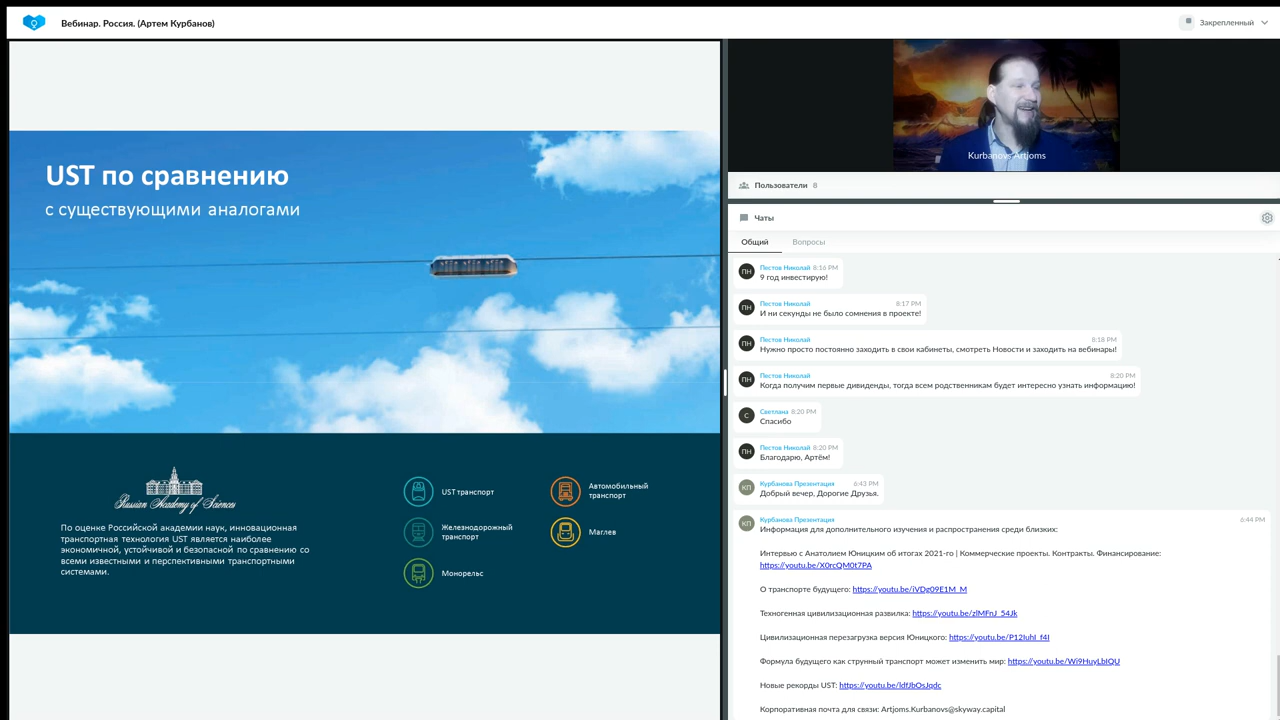 Вебинар. Россия. (Артем Курбанов)
Закрепленный
UST по сравнению
с существующими аналогами
Russian Academy of Sciences
По оценке Российской академии наук, инновационная
транспортная технология UST является наиболее
экономичной, устойчивой и безопасной по сравнению со
всеми известными и перспективными транспортными
системами.
UST транспорт
Автомобильный
транспорт
Железнодорожный
транспорт
Маглев
Монорельс
Kurbanovs Artjoms
Пользователи 8
Чаты
Общий Вопросы
ПН
Пестов Николай 8:16 PM
9 год инвестирую!
ПН
Пестов Николай 8:17 PM
И ни секунды не было сомнения в проекте!
ПН
Пестов Николай 8:18 PM
Нужно просто постоянно заходить в свои кабинеты, смотреть Новости и заходить на вебинары!
ПН
Пестов Николай 8:20 PM
Когда получим первые дивиденды, тогда всем родственникам будет интересно узнать информацию!
С
Светлана 8:20 PM
Спасибо
ПН
Пестов Николай 8:20 PM
Благодарю, Артём!
КП
Курбанова Презентация 6:43 PM
Добрый вечер, Дорогие Друзья.
КП
Курбанова Презентация 6:44 PM
Информация для дополнительного изучения и распространения среди близких:
Интервью с Анатолием Юницким об итогах 2021-го | Коммерческие проекты. Контракты. Финансирование:
https://youtu.be/X0rcQM0t7PA
О транспорте будущего: https://youtu.be/iVDg09E1M_M
Техногенная цивилизационная развилка: https://youtu.be/zlMFnJ_54Jk
Цивилизационная перезагрузка версия Юницкого: https://youtu.be/P12Iuhl_f4I
Формула будущего как струнный транспорт может изменить мир: https://youtu.be/Wi9HuyLbIQU
Новые рекорды UST: https://youtu.be/ldfJbOsJqdc
Корпоративная почта для связи: Artjoms.Kurbanovs@skyway.capital